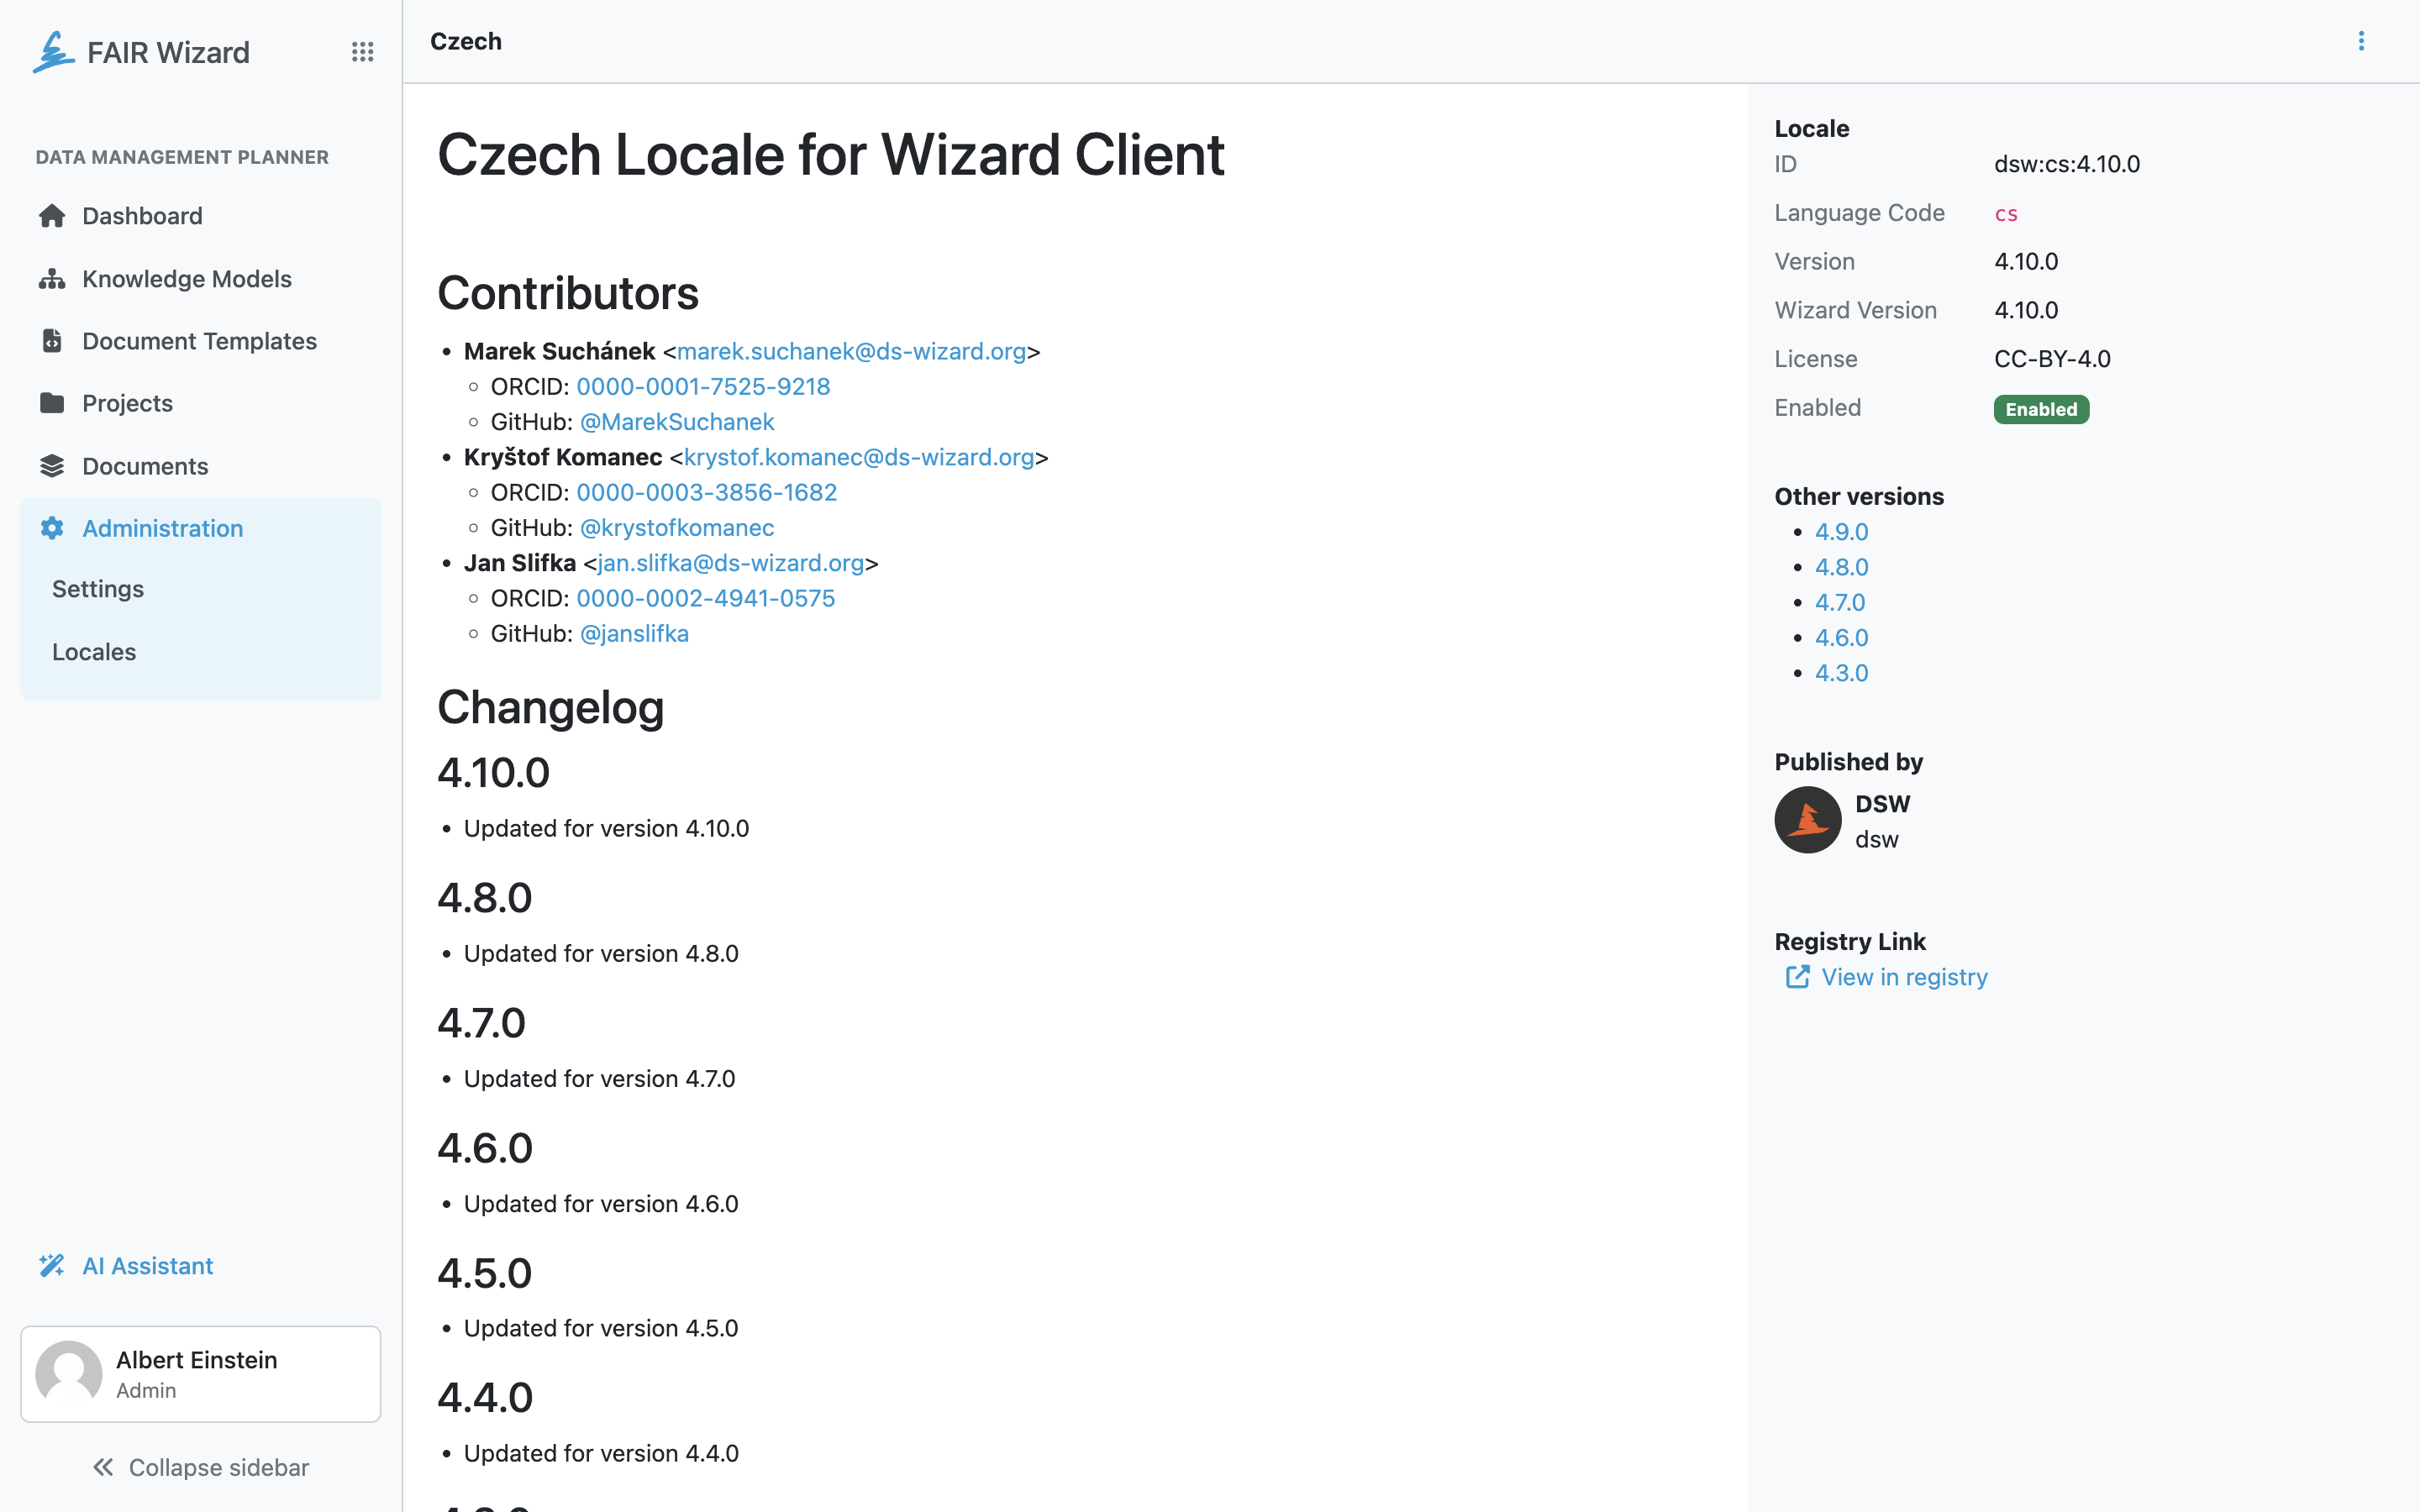 FAIR Wizard
DATA MANAGEMENT PLANNER
Dashboard
Knowledge Models
Document Templates
Projects
Documents
Administration
Settings
Locales
AI Assistant
Albert Einstein
Admin
Collapse sidebar
Czech
Czech Locale for Wizard Client
Contributors
• Marek Suchánek <marek.suchanek@ds-wizard.org>
◦ ORCID: 0000-0001-7525-9218
◦ GitHub: @MarekSuchanek
• Kryštof Komanec <krystof.komanec@ds-wizard.org>
◦ ORCID: 0000-0003-3856-1682
◦ GitHub: @krystofkomanec
• Jan Slifka <jan.slifka@ds-wizard.org>
◦ ORCID: 0000-0002-4941-0575
◦ GitHub: @janslifka
Changelog
4.10.0
• Updated for version 4.10.0
4.8.0
• Updated for version 4.8.0
4.7.0
• Updated for version 4.7.0
4.6.0
• Updated for version 4.6.0
4.5.0
• Updated for version 4.5.0
4.4.0
• Updated for version 4.4.0
Locale
ID dsw:cs:4.10.0
Language Code cs
Version 4.10.0
Wizard Version 4.10.0
License CC-BY-4.0
Enabled Enabled
Other versions
• 4.9.0
• 4.8.0
• 4.7.0
• 4.6.0
• 4.3.0
Published by
DSW
dsw
Registry Link
View in registry